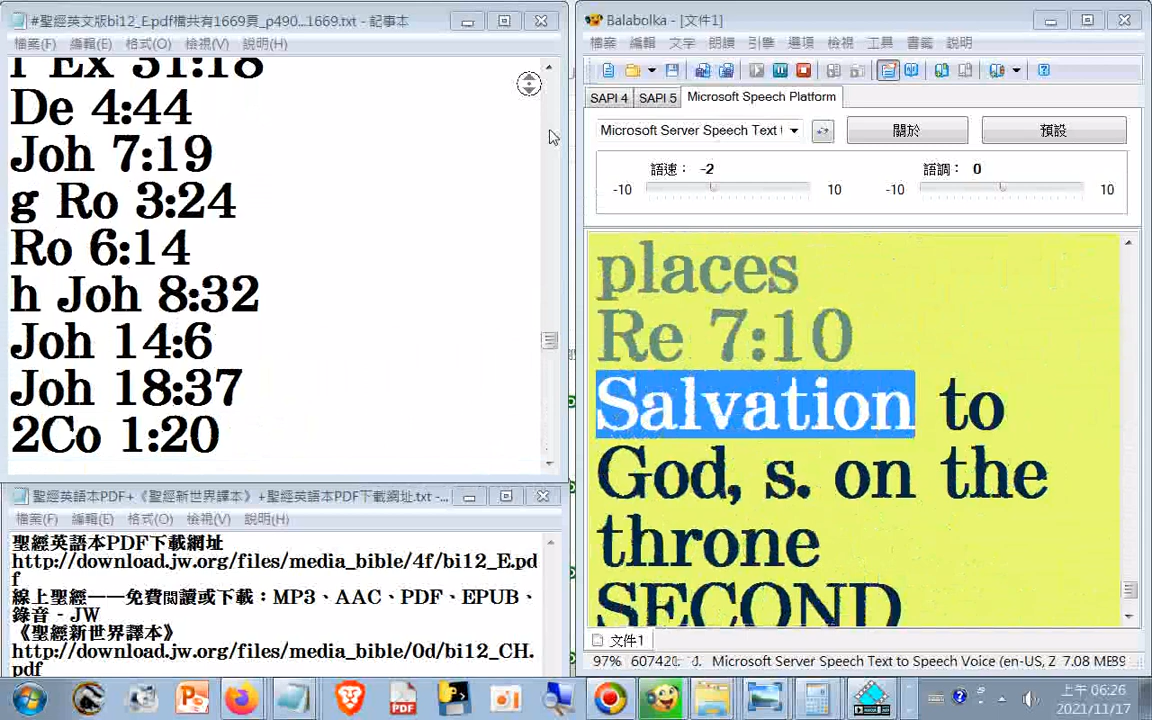 #聖經英文版bi12_E.pdf檔共有1669頁_p490...1669.txt - 記事本
檔案(F) 編輯(E) 格式(O) 檢視(V) 說明(H)
f Ex 31:18
De 4:44
Joh 7:19
g Ro 3:24
Ro 6:14
h Joh 8:32
Joh 14:6
Joh 18:37
2Co 1:20
聖經英語本PDF+《聖經新世界譯本》+聖經英語本PDF下載網址.txt - ...
檔案(F) 編輯(E) 格式(O) 檢視(V) 說明(H)
聖經英語本PDF下載網址
http://download.jw.org/files/media_bible/4f/bi12_E.pd
f
線上聖經——免費閱讀或下載：MP3、AAC、PDF、EPUB、
錄音 - JW
《聖經新世界譯本》
http://download.jw.org/files/media_bible/0d/bi12_CH.
pdf
Balabolka - [文件1]
檔案 編輯 文字 朗讀 引擎 選項 檢視 工具 書籤 說明
SAPI 4 SAPI 5 Microsoft Speech Platform
Microsoft Server Speech Text 關於 預設
語速： -2 語調： 0
-10 10 -10 10
places
Re 7:10
Salvation to
God, s. on the
throne
SECOND
文件1
97% Microsoft Server Speech Text to Speech Voice (en-US, Z 7.08 MB
上午 06:26
2021/11/17